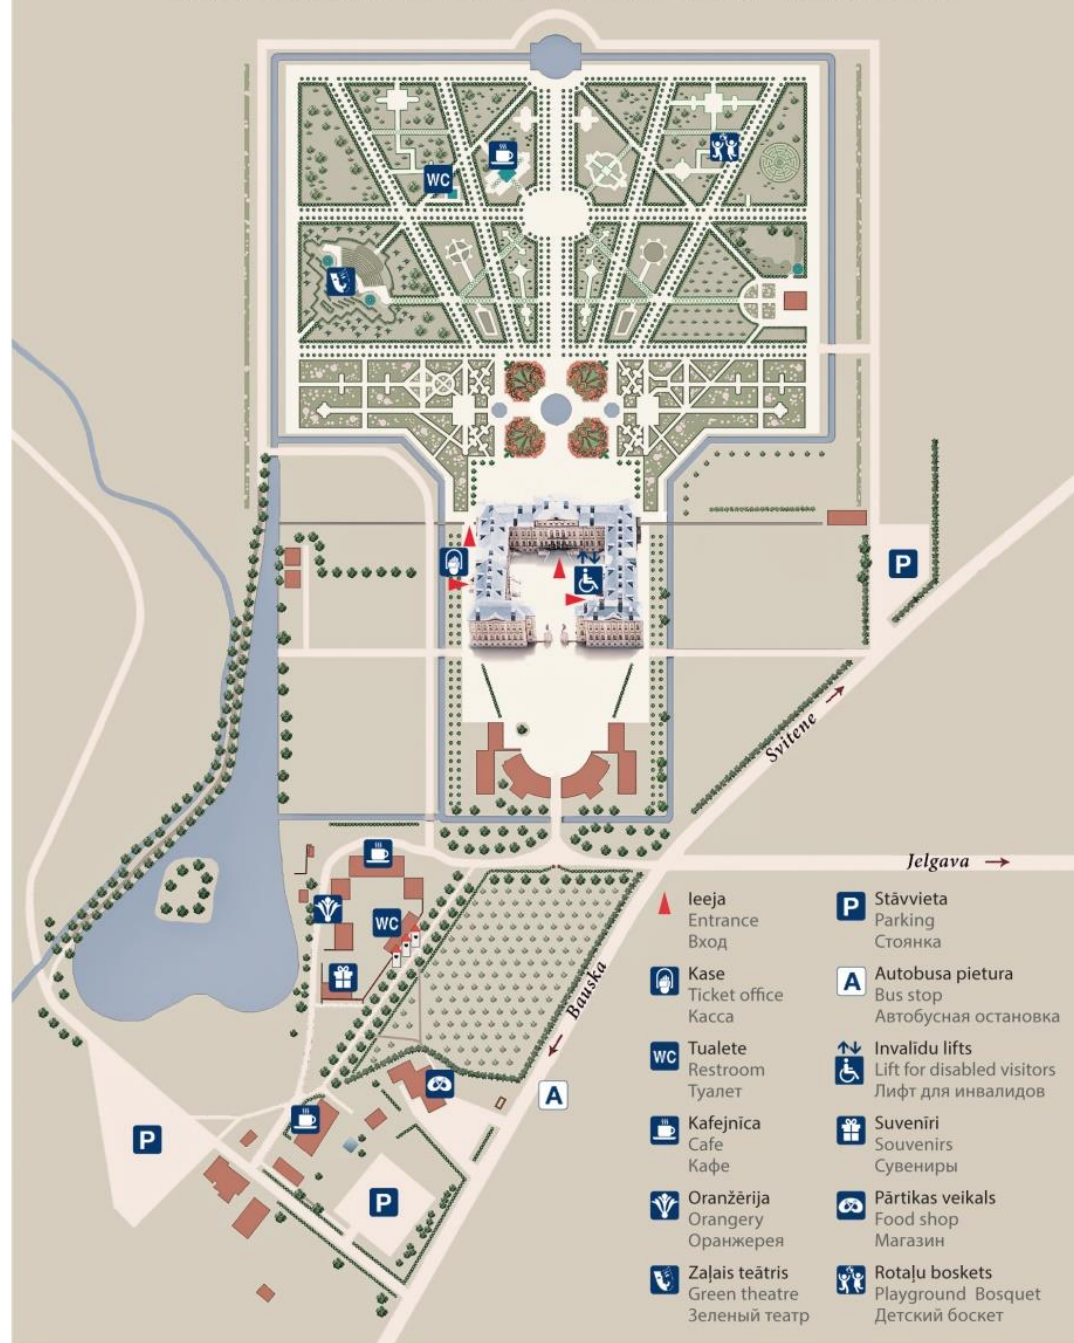 WC
P
Svitene
Jelgava
WC
Bauska
A
P
P
Ieeja
Entrance
Вход
Kase
Ticket office
Касса
WC
Tualete
Restroom
Туалет
Kafejnīca
Cafe
Кафе
Oranžērija
Orangery
Оранжерея
Zaļais teātris
Green theatre
Зеленый театр
P
Stāvvieta
Parking
Стоянка
A
Autobusa pietura
Bus stop
Автобусная остановка
Invalīdu lifts
Lift for disabled visitors
Лифт для инвалидов
Suvenīri
Souvenirs
Сувениры
Pārtikas veikals
Food shop
Магазин
Rotaļu boskets
Playground Bosquet
Детский боскет